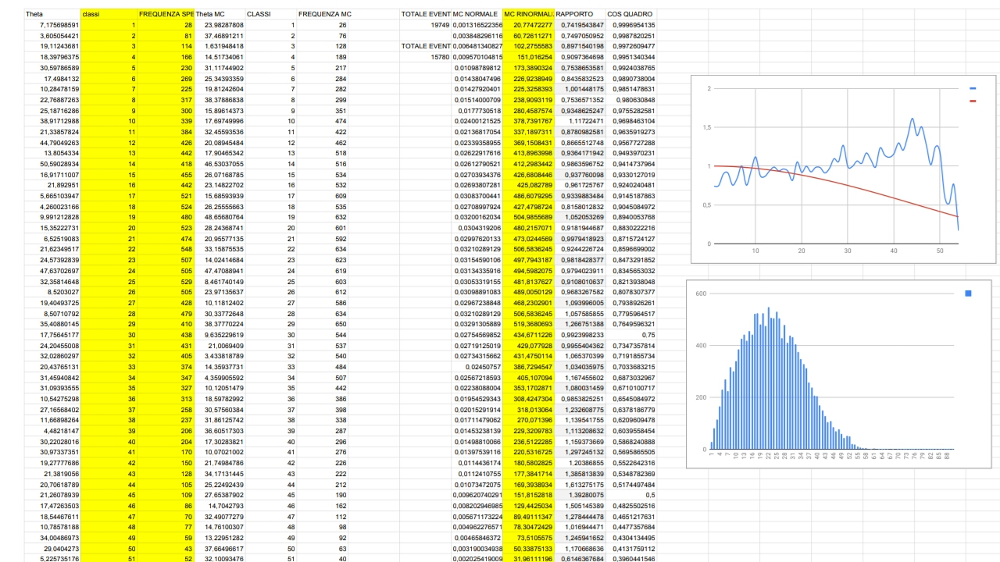 Theta classi FREQUENZA SPE Theta MC CLASSI FREQUENZA MC TOTALE EVENT MC NORMALE MC RINORMALI. RAPPORTO COS QUADRO
7,175698591 1 28 23.98287808 1 26 19749 0,001316522356 20,77472277 0,7419543847 0,9996954135
3,605054421 2 81 37.46891211 2 76 0,003848296116 60,72611271 0,7497050952 0,9987820251
19,11243681 3 114 1,631948418 3 128 TOTALE EVENT 0,006481340827 102,2755583 0,8971540198 0,9972609477
18,39796375 4 166 14,51734061 4 189 15780 0,009570104815 151,016254 0,9097364698 0,9951340344
30,59786589 5 230 31,11744902 5 217 0,01098789812 173,3890324 0,7538653581 0,9924038765
17,4984132 6 269 25,34393359 6 284 0,01438047496 226,9238949 0,8435832523 0,9890738004
10,28478159 7 225 19,81242604 7 282 0,01427920401 225,3258393 1,001448175 0,9851478631
22,76887263 8 317 38,37886838 8 299 0,01514000709 238,9093119 0,7536571352 0,980630848
25,18716286 9 300 15,89614373 9 351 0,0177730518 280,4587574 0,9348625247 0,9755282581
38,91712988 10 339 17,69749996 10 474 0,02400121525 378,7391767 1,11722471 0,9698463104
21,33857824 11 384 32,45593536 11 422 0,02136817054 337,1897311 0,8780982581 0,9635919273
44,79049263 12 426 20,08945484 12 462 0,02339358955 369,1508431 0,8665512748 0,9567727288
13,8054334 13 442 17,90465342 13 518 0,02622917616 413,8963998 0,9364171942 0,9493970231
50,59028934 14 418 46,53037055 14 516 0,02612790521 412,2983442 0,9863596752 0,9414737964
16,91711007 15 455 26,07168785 15 534 0,02703934376 426,6808446 0,937760098 0,9330127019
21,892951 16 442 23,14822702 16 532 0,02693807281 425,082789 0,961725767 0,9240240481
5,665103947 17 521 15,68593939 17 609 0,03083700441 486,6079295 0,9339883484 0,9145187863
4,260023166 18 524 26,25555663 18 535 0,02708997924 427,4798724 0,8158012832 0,9045084972
9,991212828 19 480 48,65680764 19 632 0,03200162034 504,9855689 1,052053269 0,8940053768
15,35222731 20 523 28,24368741 20 601 0,0304319206 480,2157071 0,9181944687 0,8830222216
6,52519083 21 474 20,95577135 21 592 0,02997620133 473,0244569 0,9979418923 0,8715724127
21,62349517 22 548 33,15875535 22 634 0,03210289129 506,5836245 0,9244226724 0,8596699002
24,57392839 23 507 14,02414684 23 623 0,03154590106 497,7943187 0,9818428377 0,8473291852
47,63702697 24 505 47,47088941 24 619 0,03134335916 494,5982075 0,9794023911 0,8345653032
32,35814648 25 529 8,461740149 25 603 0,03053319155 481,8137627 0,9108010637 0,8213938048
8,5203027 26 505 23,97135637 26 612 0,03098891083 489,0050129 0,9683267582 0,8078307377
19,40493725 27 428 10,11812402 27 586 0,02967238848 468,2302901 1,093996005 0,7938926261
8,50710792 28 479 30,33772648 28 634 0,03210289129 506,5836245 1,057585855 0,7795964517
35,40880145 29 410 38,37770224 29 650 0,03291305889 519,3680693 1,266751388 0,7649596321
17,75645177 30 438 9,635229619 30 544 0,02754569852 434,6711226 0,9923998233 0,75
24,20455008 31 431 21,0069409 31 537 0,02719125019 429,077928 0,9955404362 0,7347357814
32,02860297 32 405 3,433818789 32 540 0,02734315662 431,4750114 1,065370399 0,7191855734
20,43765131 33 374 14,35937731 33 484 0,02450757 386,7294547 1,034035975 0,7033683215
31,45940842 34 347 4,359905592 34 507 0,02567218593 405,107094 1,167455602 0,6873032967
31,09393555 35 327 10,12051479 35 442 0,02238088004 353,1702871 1,080031459 0,6710100717
10,54275298 36 313 18,59782992 36 386 0,01954529343 308,4247304 0,9853825251 0,6545084972
27,16568402 37 258 30,57560384 37 398 0,02015291914 318,013064 1,232608775 0,6378186779
11,66898264 38 237 31,86125742 38 338 0,01711479062 270,071396 1,139541755 0,6209609478
4,48218147 39 206 36,60517303 39 287 0,01453238139 229,3209783 1,113208632 0,6039558454
30,22028016 40 204 17,30283821 40 296 0,01498810066 236,5122285 1,159373669 0,5868240888
30,97337351 41 170 10,07021002 41 276 0,01397539116 220,5316725 1,297245132 0,5695865505
19,27777686 42 150 21,74984786 42 226 0,0114436174 180,5802825 1,20386855 0,5522642316
21,3819056 43 128 34,17131445 43 222 0,0112410755 177,3841714 1,385813839 0,5348782369
20,70618789 44 105 25,22492439 44 212 0,01073472075 169,3938934 1,613275175 0,5174497484
21,26078939 45 109 27,65387902 45 190 0,009620740291 151,8152818 1,39280075 0,5
17,47263503 46 86 14,7042793 46 162 0,008202946985 129,4425034 1,505145389 0,4825502516
18,54467611 47 70 32,49077279 47 112 0,005671173224 89,49111347 1,278444478 0,4651217631
10,78578188 48 77 14,76100307 48 98 0,004962276571 78,30472429 1,016944471 0,4477357684
34,00486973 49 59 13,22951282 49 92 0,00465846372 73,5105575 1,245941652 0,4304134495
29,0404273 50 43 37,66496617 50 63 0,003190034938 50,33875133 1,170668636 0,4131759112
5,225735176 51 52 32,10093476 51 40 0,002025419009 31,96111196 0,6146367684 0,3960441546
2
1,5
1
0,5
0
10 20 30 40 50
600
400
200
0
1 4 7 10 13 16 19 22 25 28 31 34 37 40 43 46 49 52 55 58 61 64 67 70 73 76 79 82 85 88